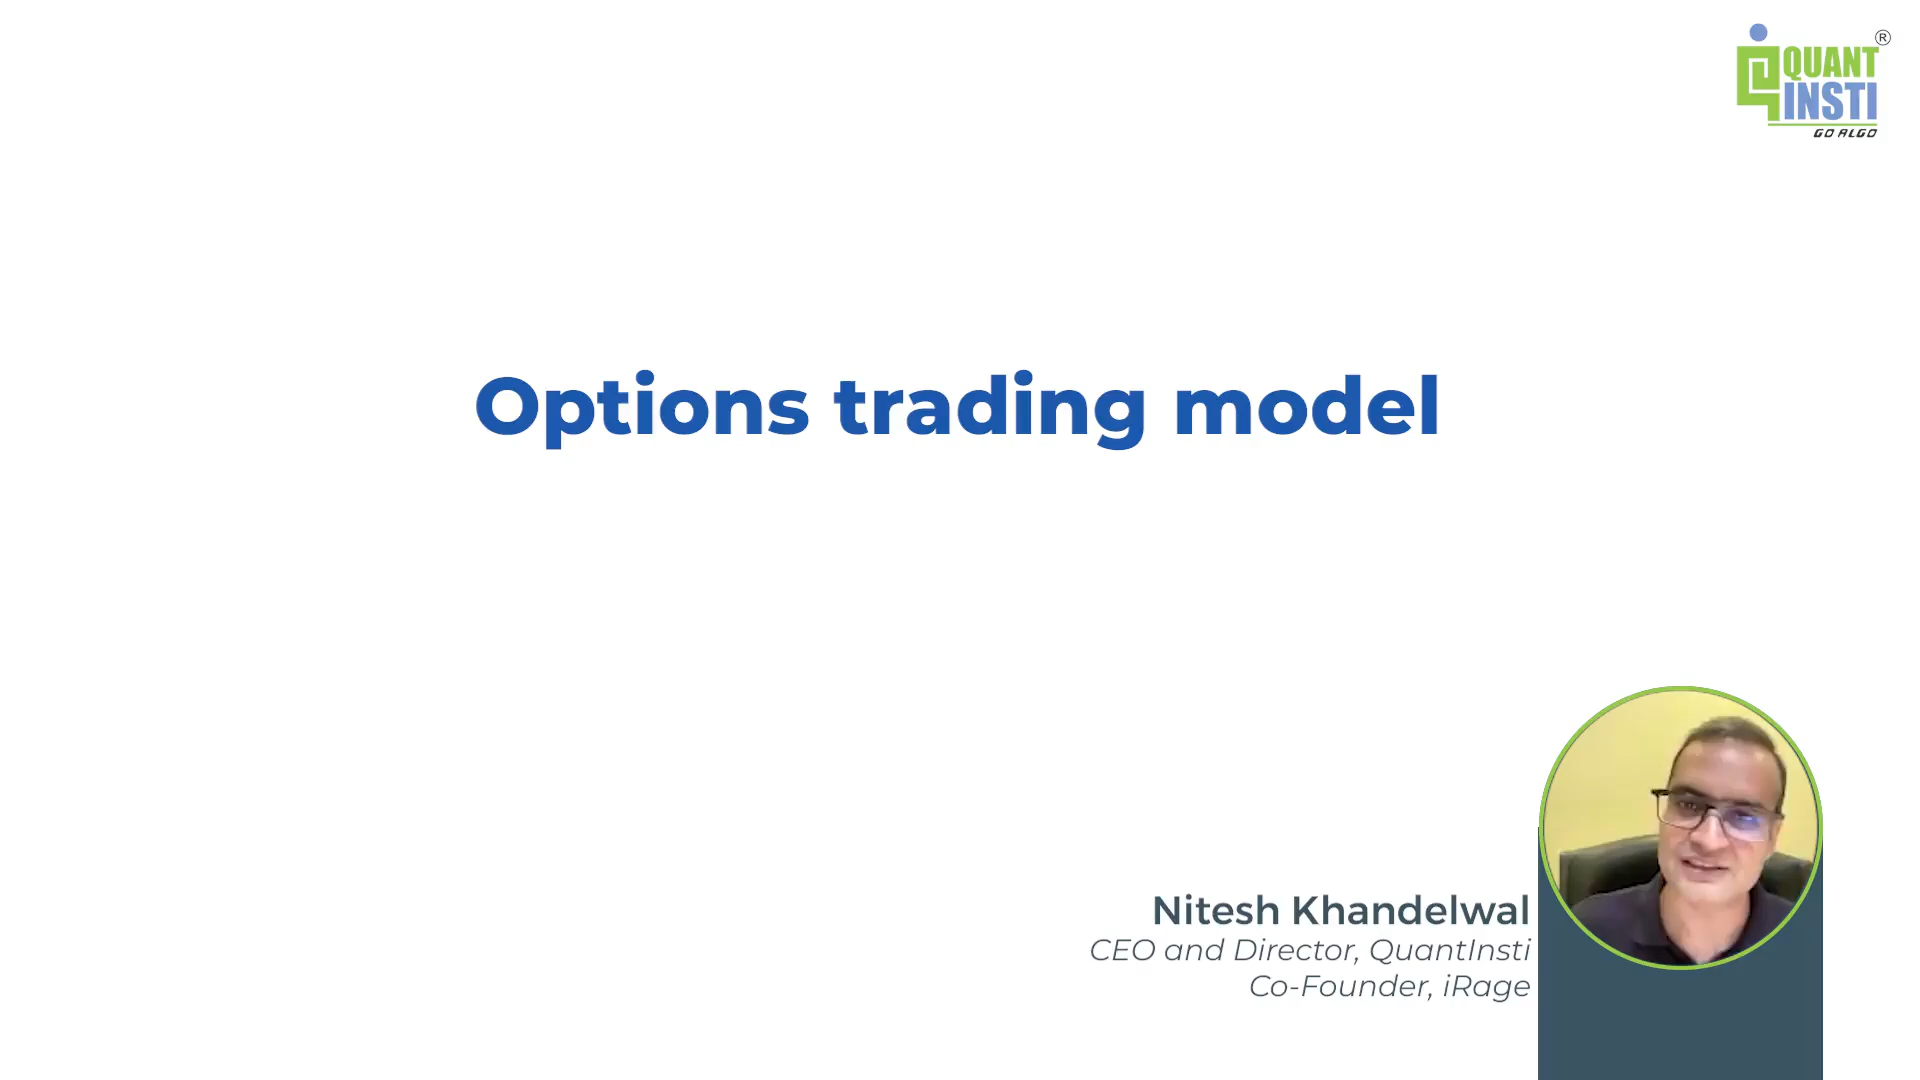 QUANT
INSTI
®
GO ALGO
Options trading model
Nitesh Khandelwal
CEO and Director, QuantInsti
Co-Founder, iRage